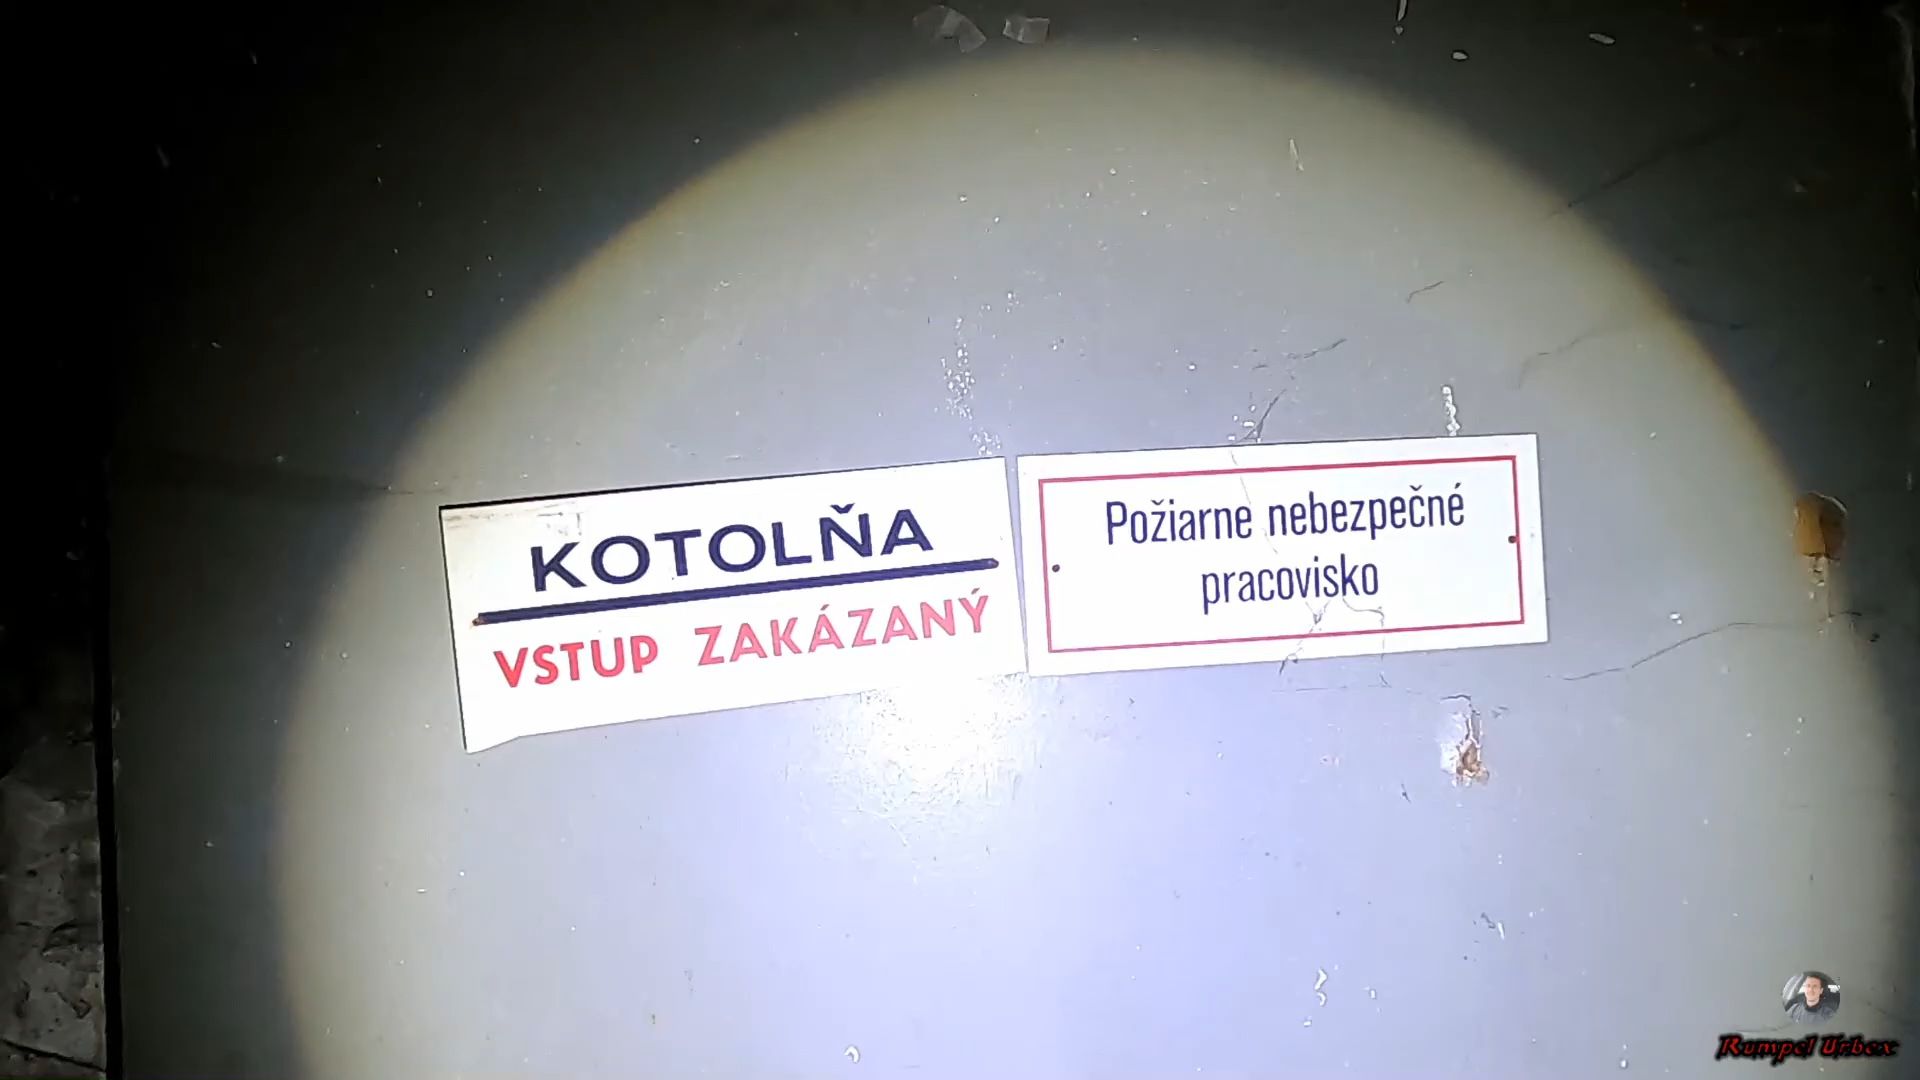 KOTOLŇA
VSTUP ZAKÁZANÝ
Požiarne nebezpečné
pracovisko
Rumpel Urbex